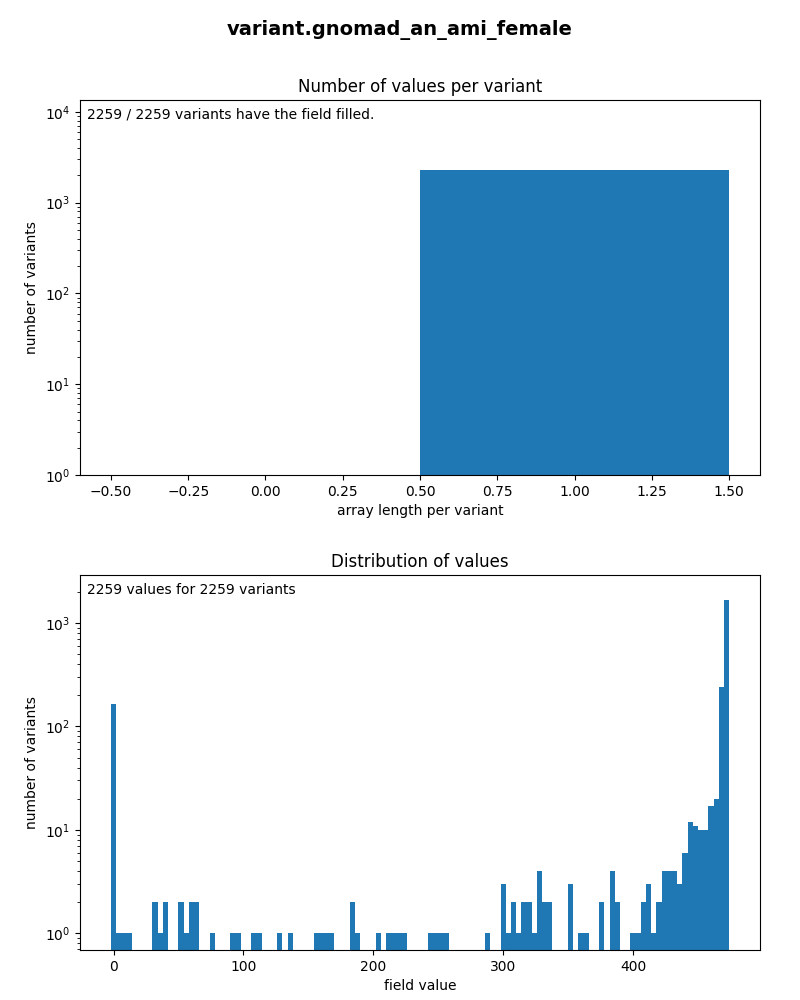 variant.gnomad_an_ami_female
Number of values per variant
2259 / 2259 variants have the field filled.
number of variants
10⁴
10³
10²
10¹
10⁰
−0.50
−0.25
0.00
0.25
0.50
0.75
1.00
1.25
1.50
array length per variant
Distribution of values
2259 values for 2259 variants
number of variants
10³
10²
10¹
10⁰
0
100
200
300
400
field value